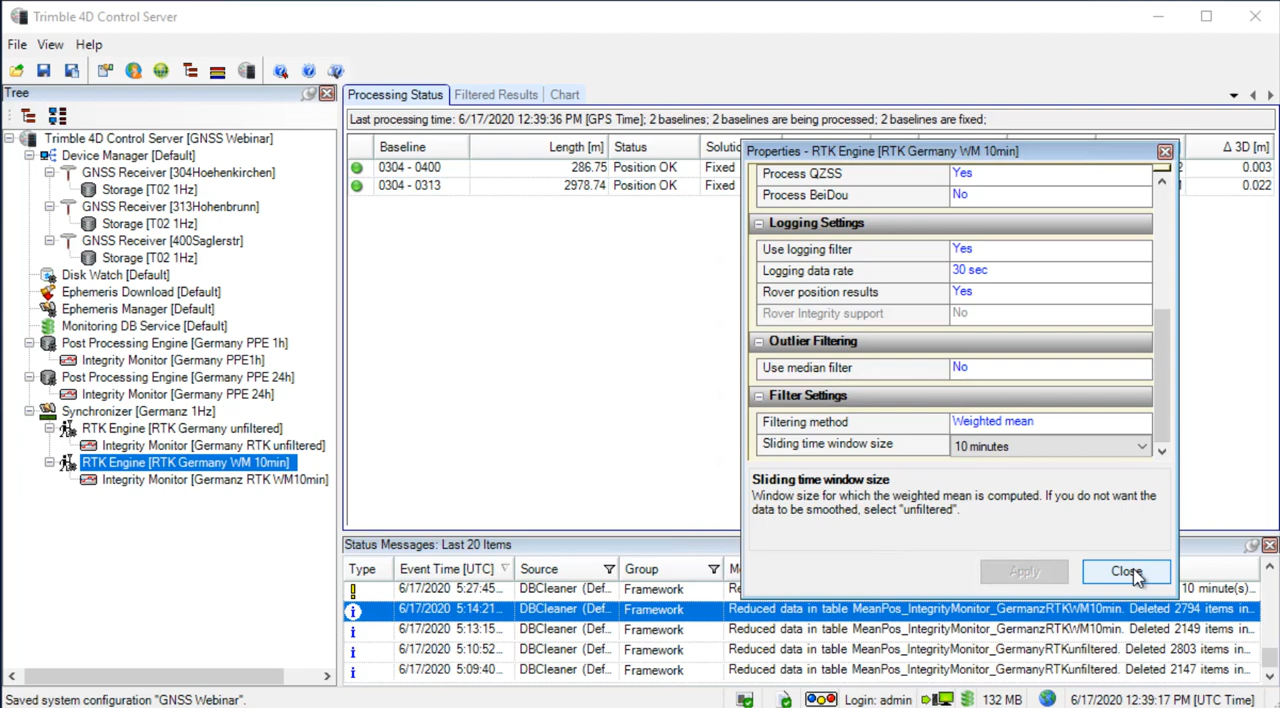 Trimble 4D Control Server
File View Help
Tree
Trimble 4D Control Server [GNSS Webinar]
Device Manager [Default]
GNSS Receiver [304Hoehenkirchen]
Storage [T02 1Hz]
GNSS Receiver [313Hohenbrunn]
Storage [T02 1Hz]
GNSS Receiver [400Saglerstr]
Storage [T02 1Hz]
Disk Watch [Default]
Ephemeris Download [Default]
Ephemeris Manager [Default]
Monitoring DB Service [Default]
Post Processing Engine [Germany PPE 1h]
Integrity Monitor [Germany PPE1h]
Post Processing Engine [Germany PPE 24h]
Integrity Monitor [Germany PPE 24h]
Synchronizer [Germanz 1Hz]
RTK Engine [RTK Germany unfiltered]
Integrity Monitor [Germany RTK unfiltered]
RTK Engine [RTK Germany WM 10min]
Integrity Monitor [Germanz RTK WM10min]
Processing Status Filtered Results Chart
Last processing time: 6/17/2020 12:39:36 PM [GPS Time]; 2 baselines; 2 baselines are being processed; 2 baselines are fixed;
Baseline Length [m] Status Δ 3D [m]
0304 - 0400 286.75 Position OK Fixed 0.003
0304 - 0313 2978.74 Position OK Fixed 0.022
Properties - RTK Engine [RTK Germany WM 10min]
Process QZSS Yes
Process BeiDou No
Logging Settings
Use logging filter Yes
Logging data rate 30 sec
Rover position results Yes
Rover Integrity support No
Outlier Filtering
Use median filter No
Filter Settings
Filtering method Weighted mean
Sliding time window size 10 minutes
Sliding time window size
Window size for which the weighted mean is computed. If you do not want the
data to be smoothed, select "unfiltered".
Apply Close
Status Messages: Last 20 Items
Type Event Time [UTC] Source Group
6/17/2020 5:27:45... DBCleaner (Def... Framework 10 minute(s)...
6/17/2020 5:14:21... DBCleaner (Def... Framework Reduced data in table MeanPos_IntegrityMonitor_GermanzRTKWM10min. Deleted 2794 items in...
6/17/2020 5:13:15... DBCleaner (Def... Framework Reduced data in table MeanPos_IntegrityMonitor_GermanzRTKWM10min. Deleted 2149 items in...
6/17/2020 5:10:52... DBCleaner (Def... Framework Reduced data in table MeanPos_IntegrityMonitor_GermanyRTKunfiltered. Deleted 2803 items in...
6/17/2020 5:09:40... DBCleaner (Def... Framework Reduced data in table MeanPos_IntegrityMonitor_GermanyRTKunfiltered. Deleted 2147 items in...
Saved system configuration "GNSS Webinar". Login: admin 132 MB 6/17/2020 12:39:17 PM [UTC Time]